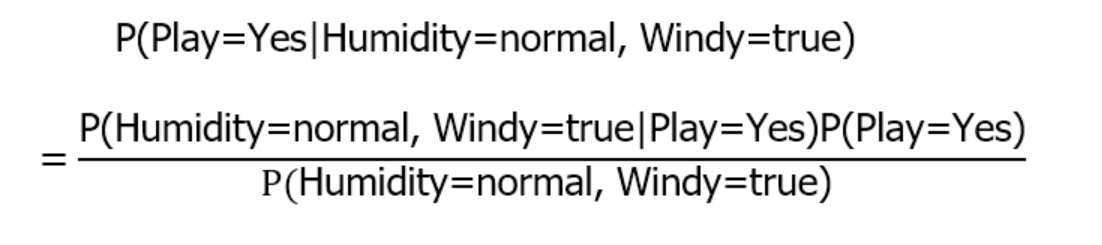 P(Play=Yes|Humidity=normal, Windy=true)
P(Humidity=normal, Windy=true|Play=Yes)P(Play=Yes)
=
P(Humidity=normal, Windy=true)